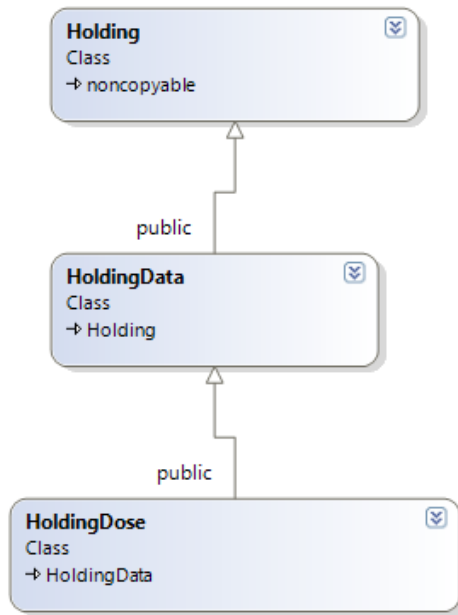 Holding
Class
noncopyable
public
HoldingData
Class
Holding
public
HoldingDose
Class
HoldingData